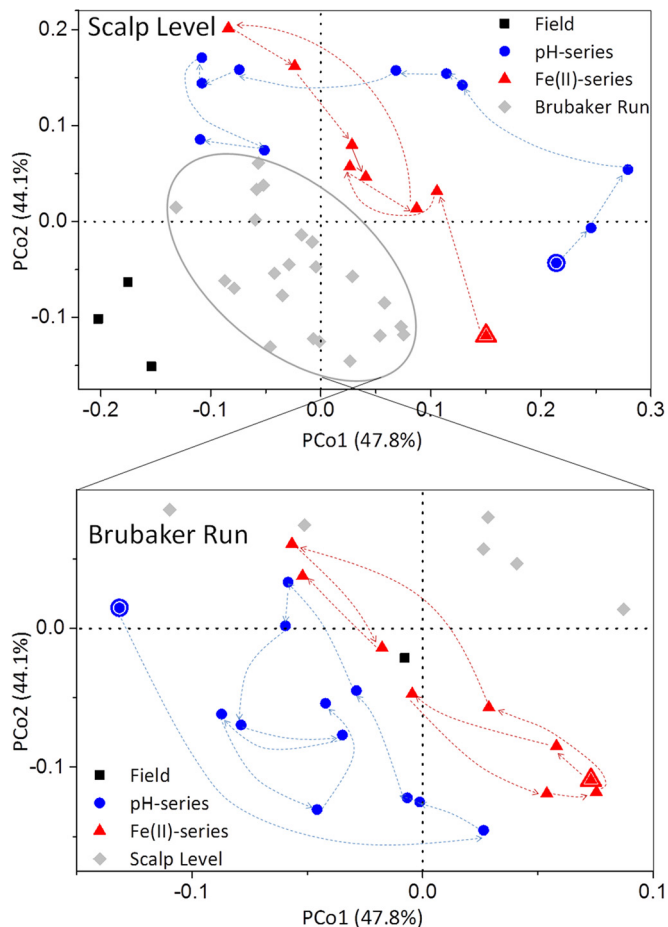 Scalp Level
Field
pH-series
Fe(II)-series
Brubaker Run
0.2
0.1
0.0
-0.1
PCo2 (44.1%)
-0.2
-0.1
0.0
0.1
0.2
0.3
PCo1 (47.8%)
Brubaker Run
0.0
-0.1
PCo2 (44.1%)
Field
pH-series
Fe(II)-series
Scalp Level
-0.1
0.0
0.1
PCo1 (47.8%)